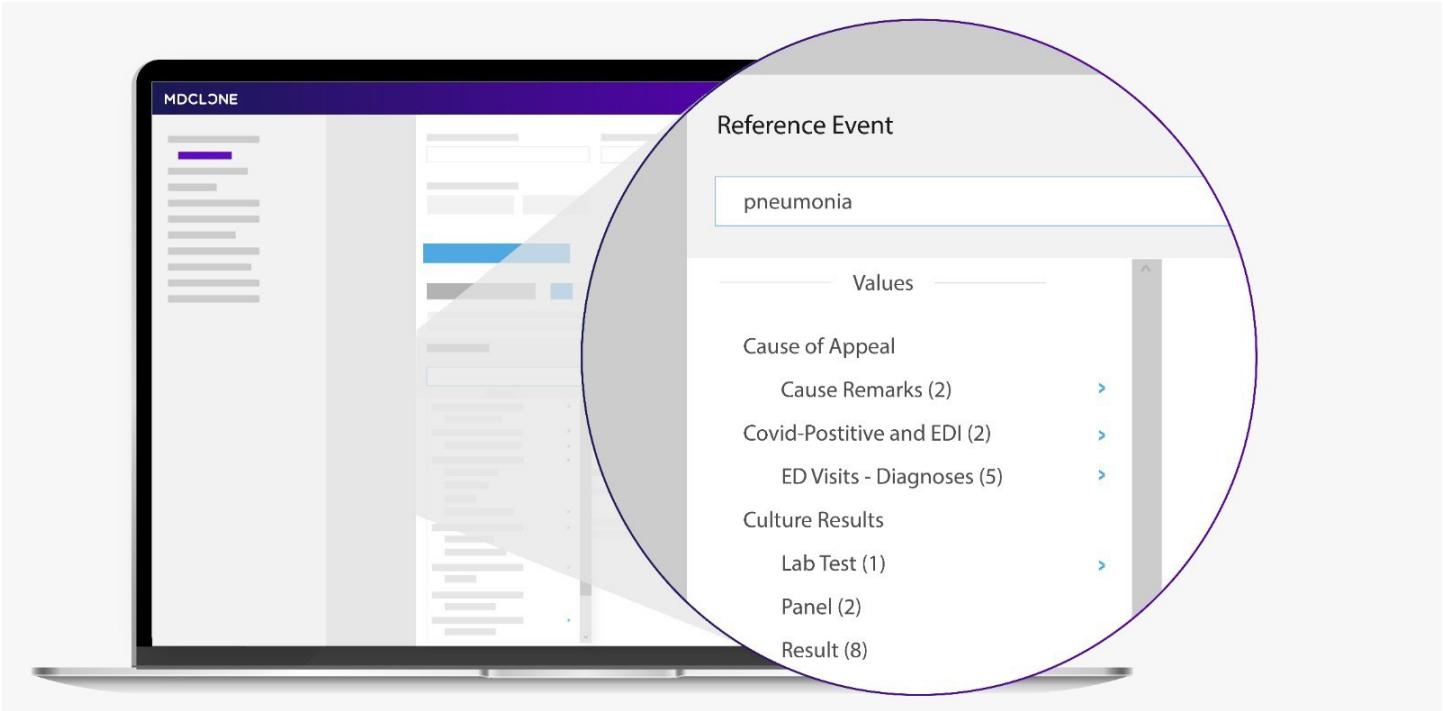 MDCLONE
Reference Event
pneumonia
Values
Cause of Appeal
Cause Remarks (2)
Covid-Postitive and EDI (2)
ED Visits - Diagnoses (5)
Culture Results
Lab Test (1)
Panel (2)
Result (8)